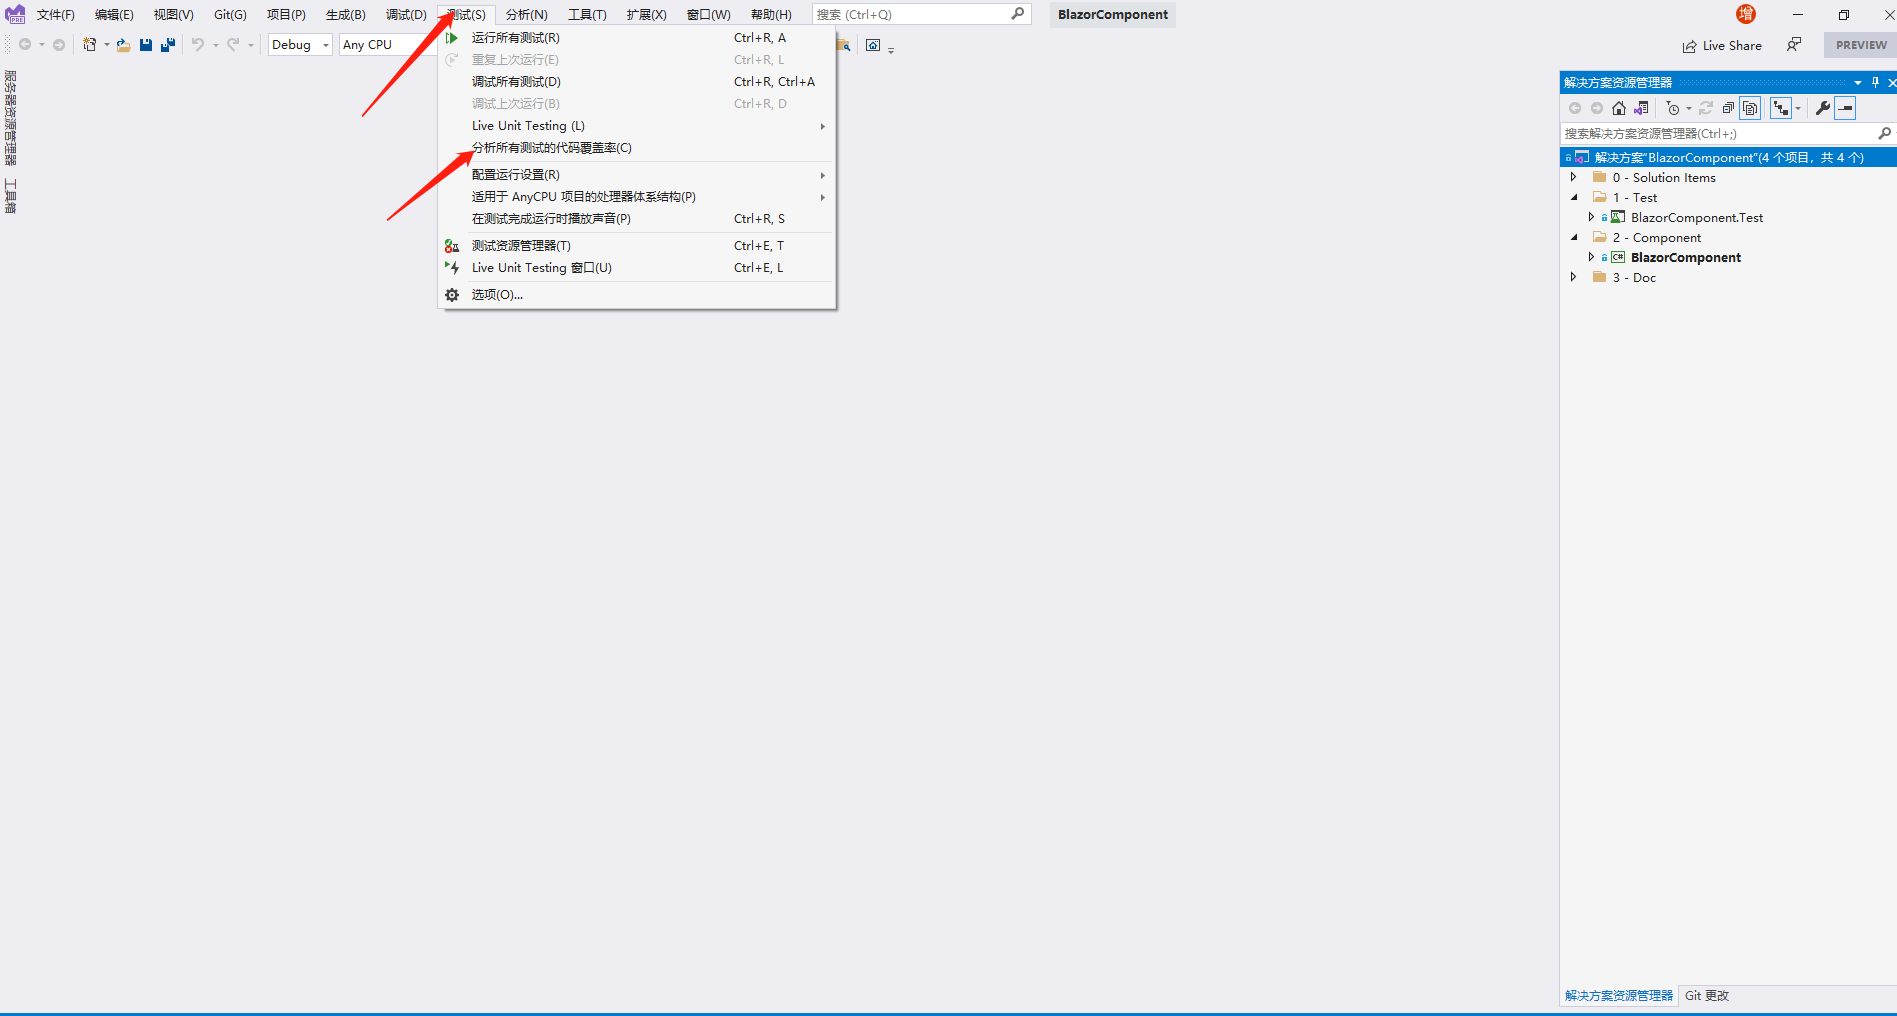 文件(F) 编辑(E) 视图(V) Git(G) 项目(P) 生成(B) 调试(D) 测试(S) 分析(N) 工具(T) 扩展(X) 窗口(W) 帮助(H) 搜索 (Ctrl+Q) BlazorComponent 增
Debug Any CPU Live Share PREVIEW
服务器资源管理器
工具箱
运行所有测试(R) Ctrl+R, A
重复上次运行(E) Ctrl+R, L
调试所有测试(D) Ctrl+R, Ctrl+A
调试上次运行(B) Ctrl+R, D
Live Unit Testing (L)
分析所有测试的代码覆盖率(C)
配置运行设置(R)
适用于 AnyCPU 项目的处理器体系结构(P)
在测试完成运行时播放声音(P) Ctrl+R, S
测试资源管理器(T) Ctrl+E, T
Live Unit Testing 窗口(U) Ctrl+E, L
选项(O)...
解决方案资源管理器
搜索解决方案资源管理器(Ctrl+;)
解决方案"BlazorComponent"(4 个项目，共 4 个)
0 - Solution Items
1 - Test
BlazorComponent.Test
2 - Component
C# BlazorComponent
3 - Doc
解决方案资源管理器 Git 更改